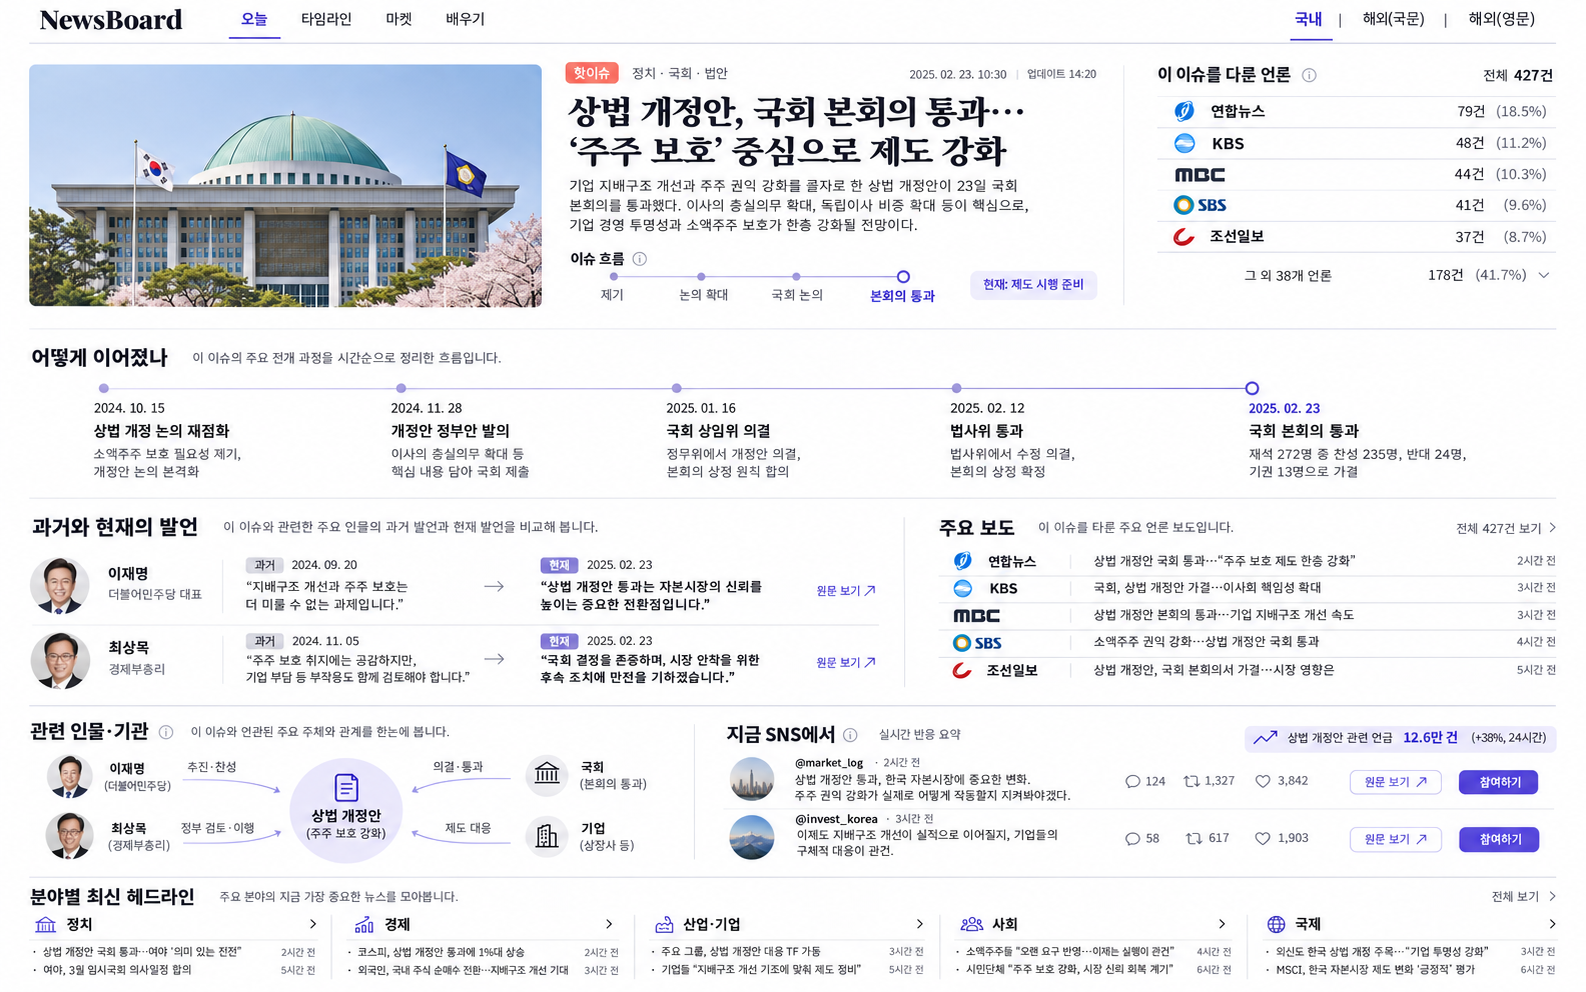 NewsBoard
오늘 타임라인 마켓 배우기
국내 | 해외(국문) | 해외(영문)
핫이슈 정치 · 국회 · 법안
2025. 02. 23. 10:30 | 업데이트 14:20
상법 개정안, 국회 본회의 통과…
‘주주 보호’ 중심으로 제도 강화
기업 지배구조 개선과 주주 권익 강화를 골자로 한 상법 개정안이 23일 국회
본회의를 통과했다. 이사의 충실의무 확대, 독립이사 비중 확대 등이 핵심으로,
기업 경영 투명성과 소액주주 보호가 한층 강화될 전망이다.
이슈 흐름
제기 논의 확대 국회 논의 본회의 통과
현재: 제도 시행 준비
이 이슈를 다룬 언론 전체 427건
연합뉴스 79건 (18.5%)
KBS 48건 (11.2%)
MBC 44건 (10.3%)
SBS 41건 (9.6%)
조선일보 37건 (8.7%)
그 외 38개 언론 178건 (41.7%)
어떻게 이어졌나 이 이슈의 주요 전개 과정을 시간순으로 정리한 흐름입니다.
2024. 10. 15
상법 개정 논의 재점화
소액주주 보호 필요성 제기,
개정안 논의 본격화
2024. 11. 28
개정안 정부안 발의
이사의 충실의무 확대 등
핵심 내용 담아 국회 제출
2025. 01. 16
국회 상임위 의결
정무위에서 개정안 의결,
본회의 상정 원칙 합의
2025. 02. 12
법사위 통과
법사위에서 수정 의결,
본회의 상정 확정
2025. 02. 23
국회 본회의 통과
재석 272명 중 찬성 235명, 반대 24명,
기권 13명으로 가결
과거와 현재의 발언 이 이슈와 관련한 주요 인물의 과거 발언과 현재 발언을 비교해 봅니다.
이재명
더불어민주당 대표
과거 2024. 09. 20
“지배구조 개선과 주주 보호는
더 미룰 수 없는 과제입니다.”
현재 2025. 02. 23
“상법 개정안 통과는 자본시장의 신뢰를
높이는 중요한 전환점입니다.”
원문 보기
최상목
경제부총리
과거 2024. 11. 05
“주주 보호 취지에는 공감하지만,
기업 부담 등 부작용도 함께 검토해야 합니다.”
현재 2025. 02. 23
“국회 결정을 존중하며, 시장 안착을 위한
후속 조치에 만전을 기하겠습니다.”
원문 보기
주요 보도 이 이슈를 다룬 주요 언론 보도입니다. 전체 427건 보기
연합뉴스 상법 개정안 국회 통과…“주주 보호 제도 한층 강화” 2시간 전
KBS 국회, 상법 개정안 가결…이사회 책임성 확대 3시간 전
MBC 상법 개정안 본회의 통과…기업 지배구조 개선 속도 3시간 전
SBS 소액주주 권익 강화…상법 개정안 국회 통과 4시간 전
조선일보 상법 개정안, 국회 본회의서 가결…시장 영향은 5시간 전
관련 인물·기관 이 이슈와 연관된 주요 주체와 관계를 한눈에 봅니다.
이재명
(더불어민주당)
추진·찬성
최상목
(경제부총리)
정부 검토·이행
상법 개정안
(주주 보호 강화)
의결·통과
국회
(본회의 통과)
제도 대응
기업
(상장사 등)
지금 SNS에서 실시간 반응 요약
상법 개정안 관련 언급 12.6만 건 (+38%, 24시간)
@market_log · 2시간 전
상법 개정안 통과, 한국 자본시장에 중요한 변화.
주주 권익 강화가 실제로 어떻게 작동할지 지켜봐야겠다.
124 1,327 3,842 원문 보기 참여하기
@invest_korea · 3시간 전
이제도 지배구조 개선이 실적으로 이어질지, 기업들의
구체적 대응이 관건.
58 617 1,903 원문 보기 참여하기
분야별 최신 헤드라인 주요 분야의 지금 가장 중요한 뉴스를 모아봅니다. 전체 보기
정치
· 상법 개정안 국회 통과…여야 ‘의미 있는 전진” 2시간 전
· 여야, 3월 임시국회 의사일정 합의 5시간 전
경제
· 코스피, 상법 개정안 통과에 1%대 상승 2시간 전
· 외국인, 국내 주식 순매수 전환…지배구조 개선 기대 3시간 전
산업·기업
· 주요 그룹, 상법 개정안 대응 TF 가동 3시간 전
· 기업들 “지배구조 개선 기조에 맞춰 제도 정비” 5시간 전
사회
· 소액주주들 “오랜 요구 반영…이제는 실행이 관건” 4시간 전
· 시민단체 “주주 보호 강화, 시장 신뢰 회복 계기” 6시간 전
국제
· 외신도 한국 상법 개정 주목…“기업 투명성 강화” 3시간 전
· MSCI, 한국 자본시장 제도 변화 ‘긍정적’ 평가 6시간 전